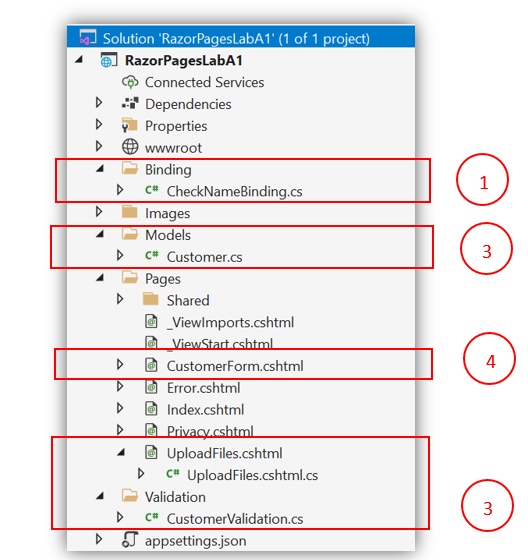 Solution 'RazorPagesLabA1' (1 of 1 project)
RazorPagesLabA1
Connected Services
Dependencies
Properties
wwwroot
Binding
1
C# CheckNameBinding.cs
Images
Models
3
C# Customer.cs
Pages
Shared
_ViewImports.cshtml
_ViewStart.cshtml
CustomerForm.cshtml
4
Error.cshtml
Index.cshtml
Privacy.cshtml
UploadFiles.cshtml
C# UploadFiles.cshtml.cs
Validation
3
C# CustomerValidation.cs
appsettings.json